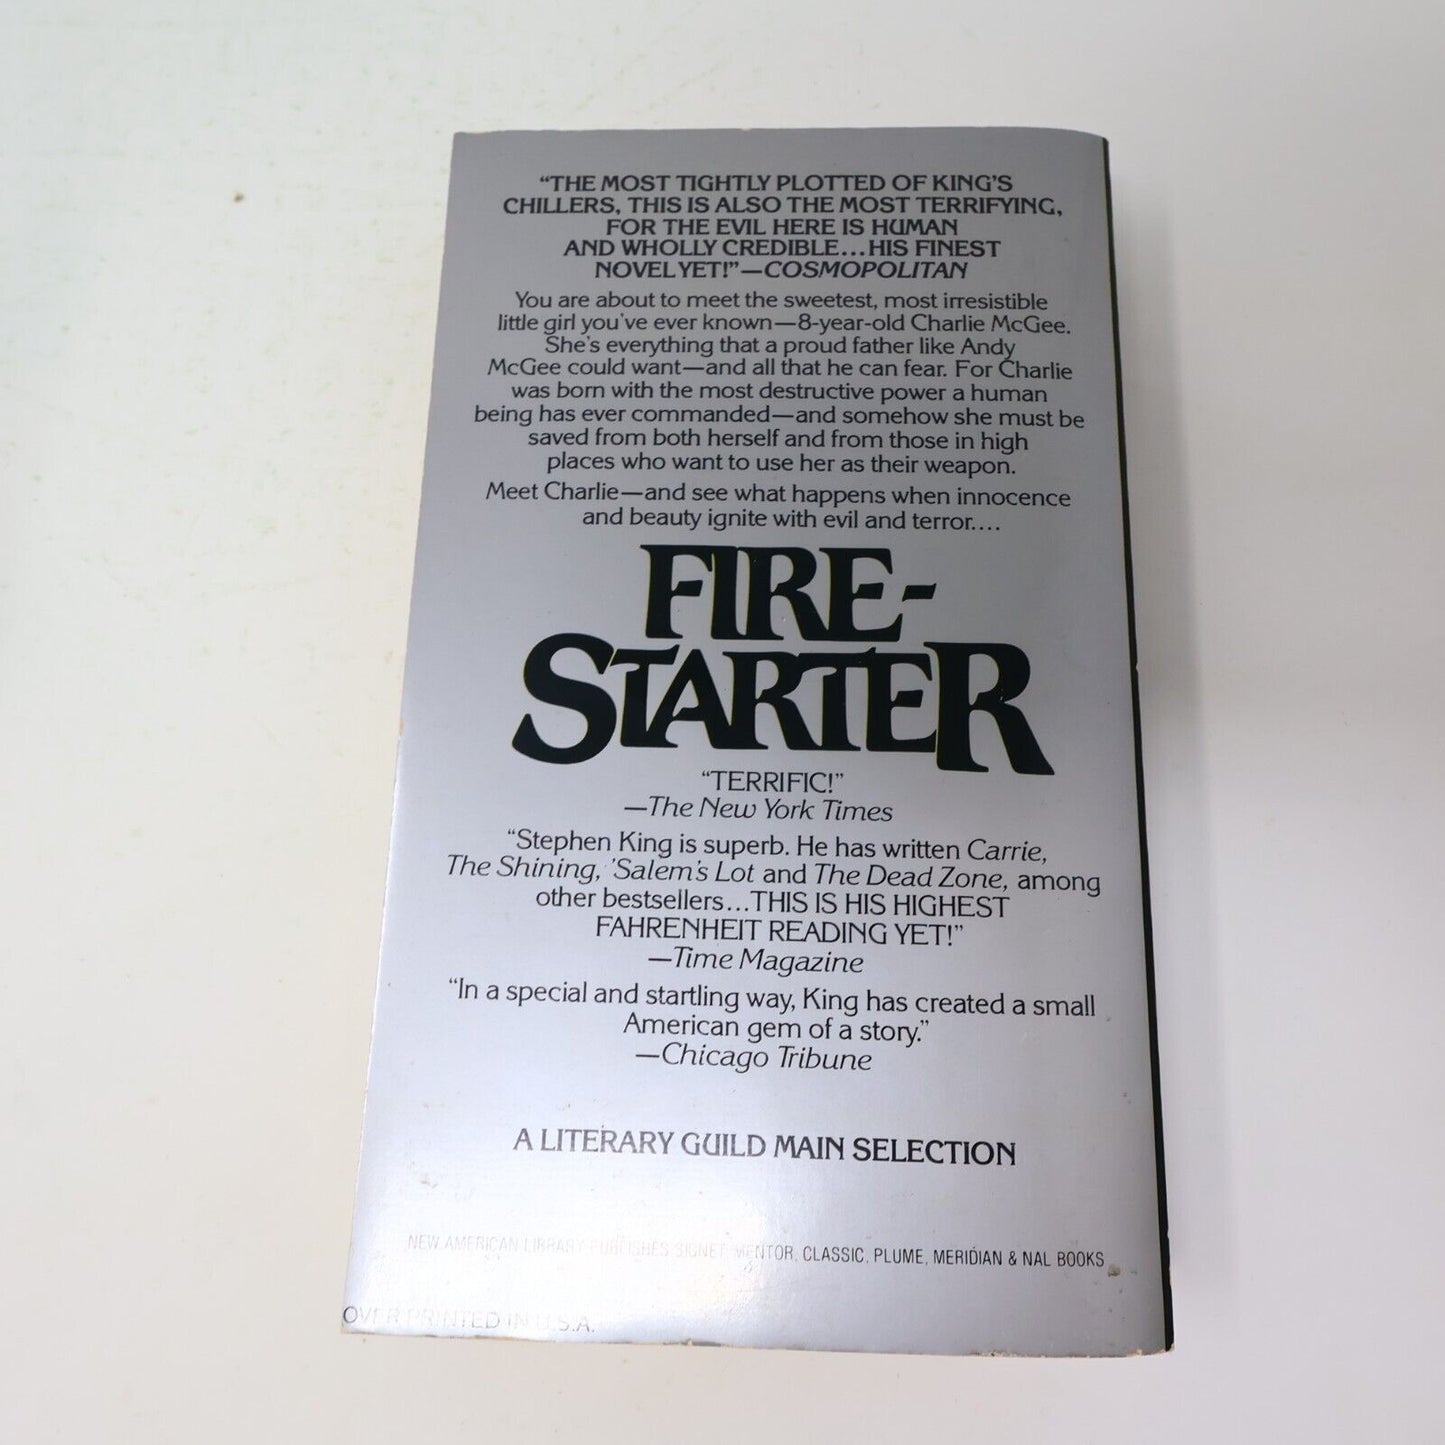 “THE MOST TIGHTLY PLOTTED OF KING’S
CHILLERS, THIS IS ALSO THE MOST TERRIFYING,
FOR THE EVIL HERE IS HUMAN
AND WHOLLY CREDIBLE...HIS FINEST
NOVEL YET!”—COSMOPOLITAN
You are about to meet the sweetest, most irresistible
little girl you’ve ever known—8-year-old Charlie McGee.
She’s everything that a proud father like Andy
McGee could want—and all that he can fear. For Charlie
was born with the most destructive power a human
being has ever commanded—and somehow she must be
saved from both herself and from those in high
places who want to use her as their weapon.
Meet Charlie—and see what happens when innocence
and beauty ignite with evil and terror....
FIRE-
STARTER
“TERRIFIC!”
—The New York Times
“Stephen King is superb. He has written Carrie,
The Shining, ’Salem’s Lot and The Dead Zone, among
other bestsellers...THIS IS HIS HIGHEST
FAHRENHEIT READING YET!”
—Time Magazine
“In a special and startling way, King has created a small
American gem of a story.”
—Chicago Tribune
A LITERARY GUILD MAIN SELECTION
NEW AMERICAN LIBRARY PUBLISHES SIGNET, MENTOR, CLASSIC, PLUME, MERIDIAN & NAL BOOKS
OVER PRINTED IN U.S.A.